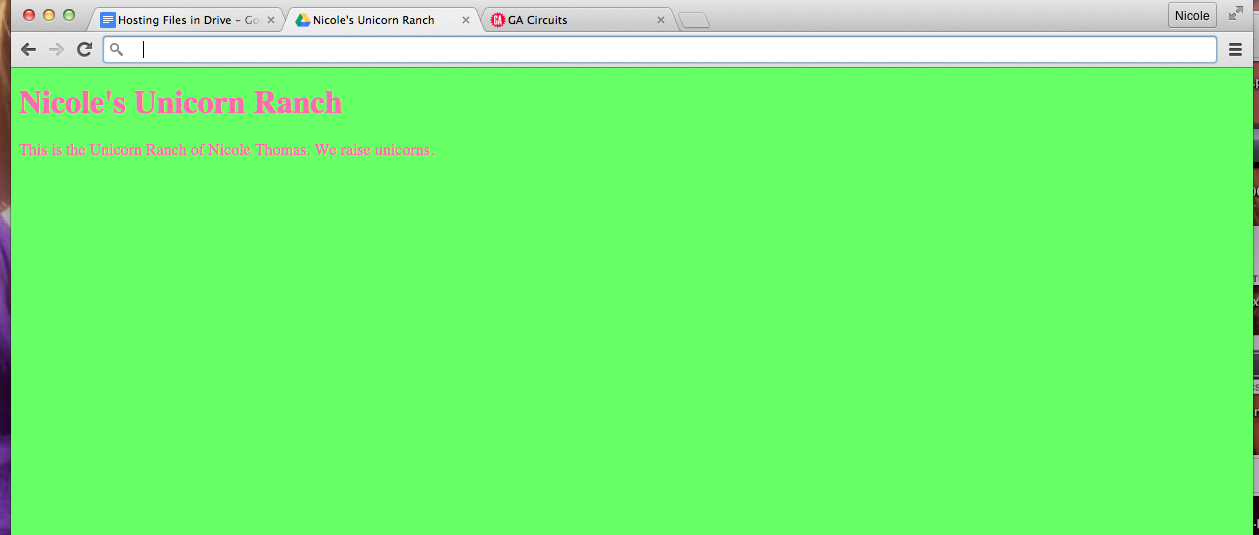 Hosting Files in Drive – Go
Nicole's Unicorn Ranch
GA
GA Circuits
Nicole
Nicole's Unicorn Ranch
This is the Unicorn Ranch of Nicole Thomas. We raise unicorns.